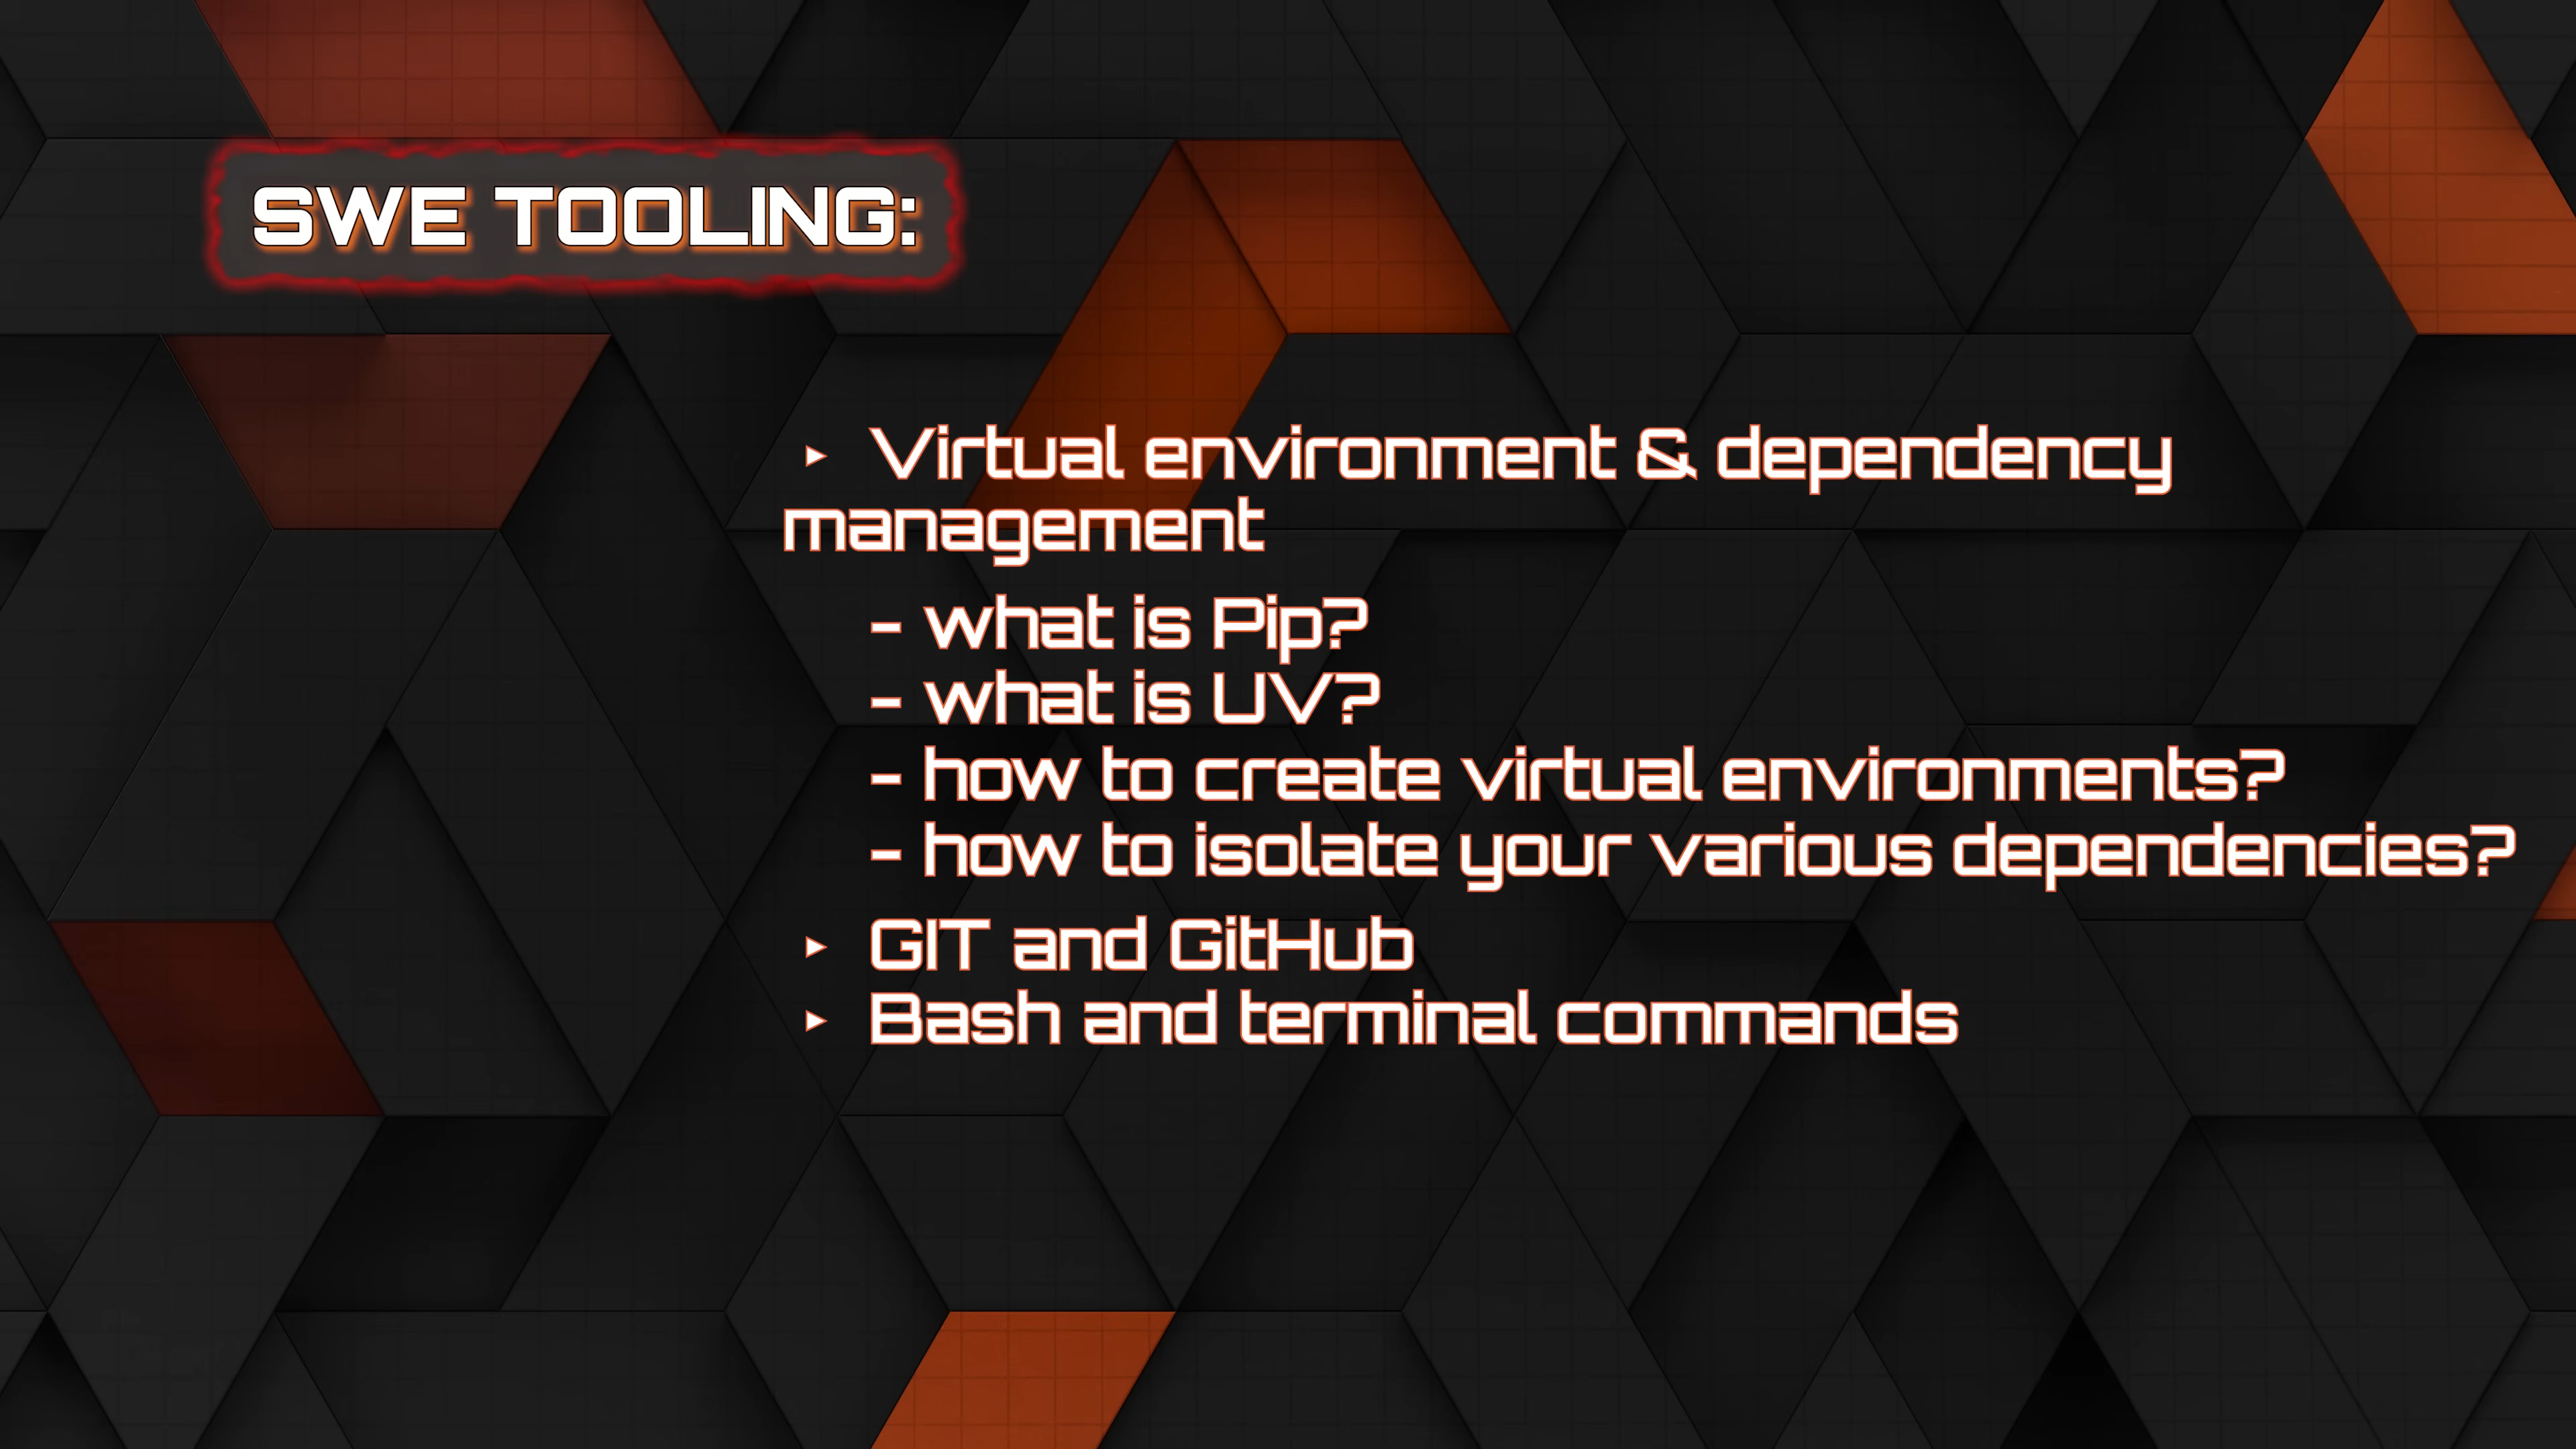 SWE TOOLING:
▸ Virtual environment & dependency
management
- what is Pip?
- what is UV?
- how to create virtual environments?
- how to isolate your various dependencies?
▸ GIT and GitHub
▸ Bash and terminal commands